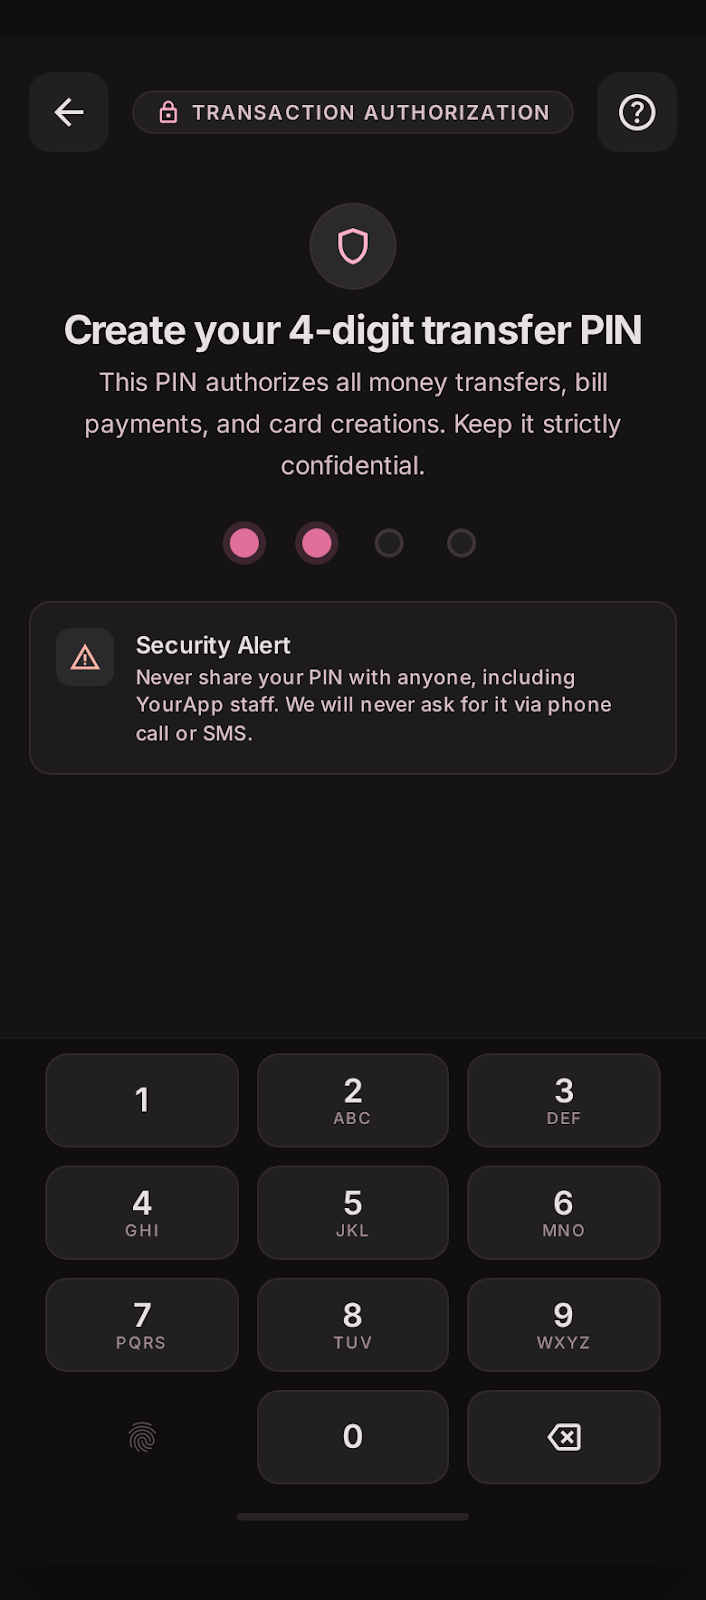 TRANSACTION AUTHORIZATION
Create your 4-digit transfer PIN
This PIN authorizes all money transfers, bill
payments, and card creations. Keep it strictly
confidential.
Security Alert
Never share your PIN with anyone, including
YourApp staff. We will never ask for it via phone
call or SMS.
1
2
ABC
3
DEF
4
GHI
5
JKL
6
MNO
7
PQRS
8
TUV
9
WXYZ
0